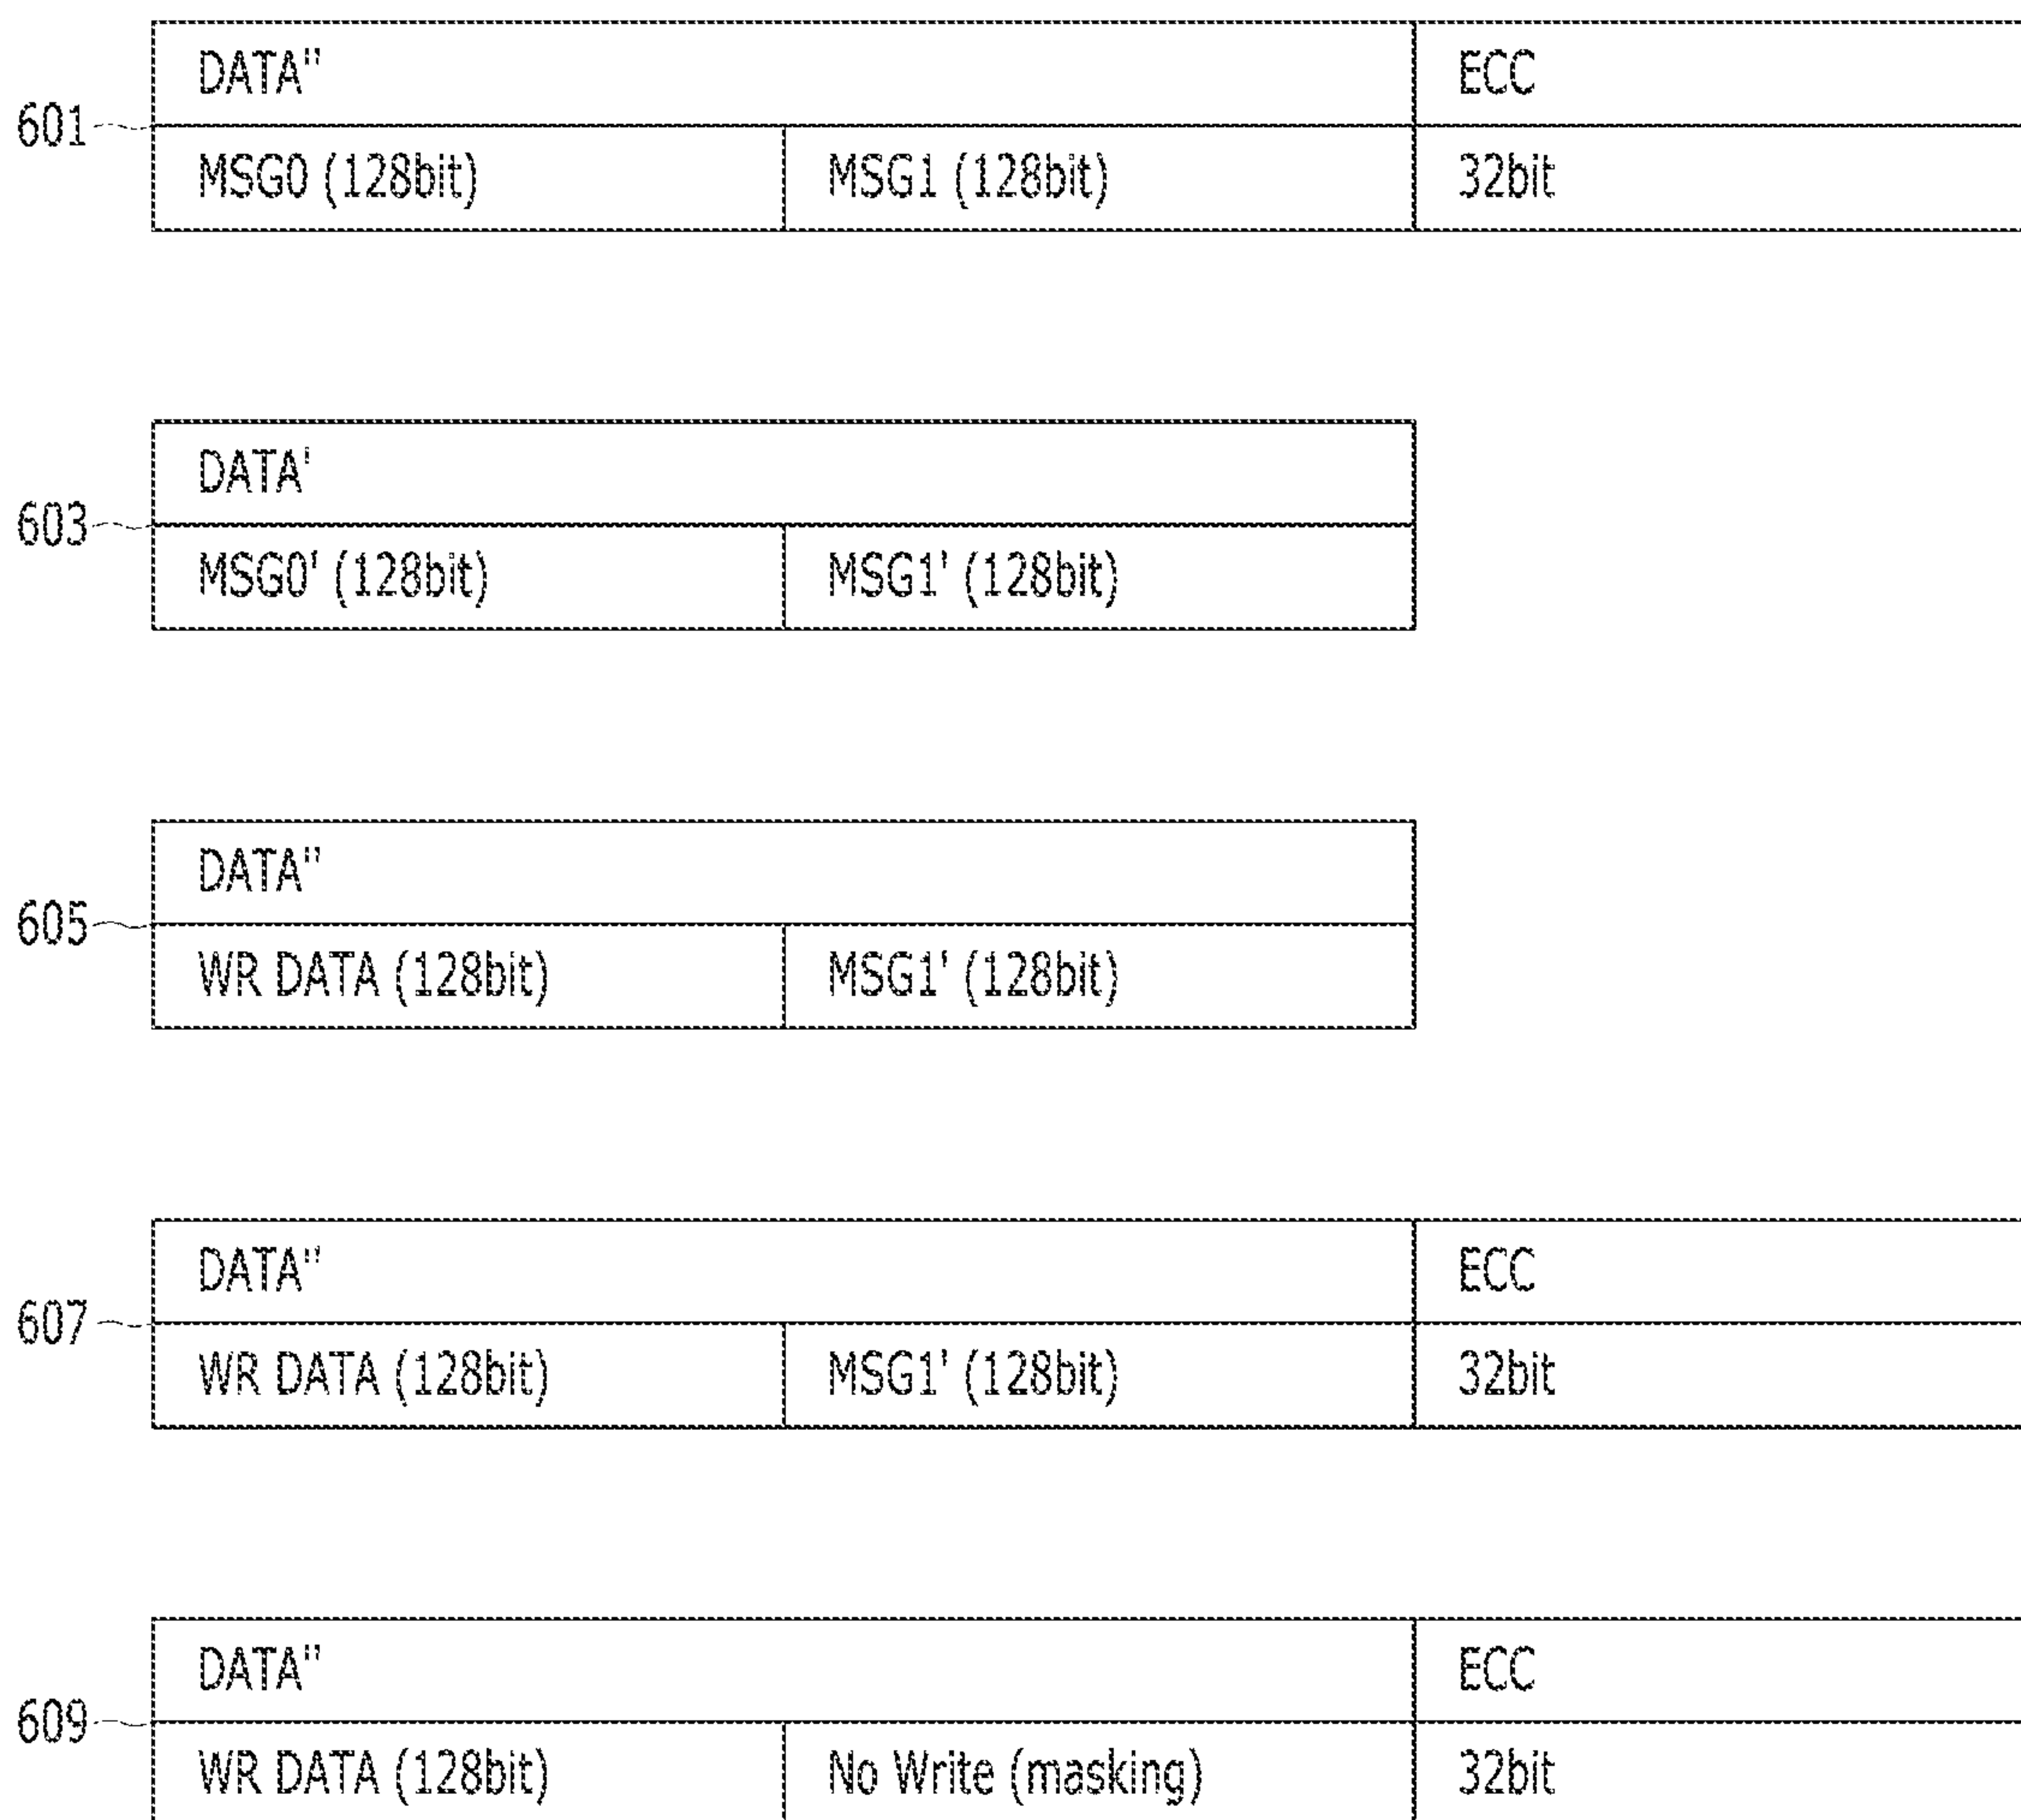 DATA" ECC
601
MSG0 (128bit) MSG1 (128bit) 32bit
DATA'
603
MSG0' (128bit) MSG1' (128bit)
DATA"
605
WR DATA (128bit) MSG1' (128bit)
DATA" ECC
607
WR DATA (128bit) MSG1' (128bit) 32bit
DATA" ECC
609
WR DATA (128bit) No Write (masking) 32bit